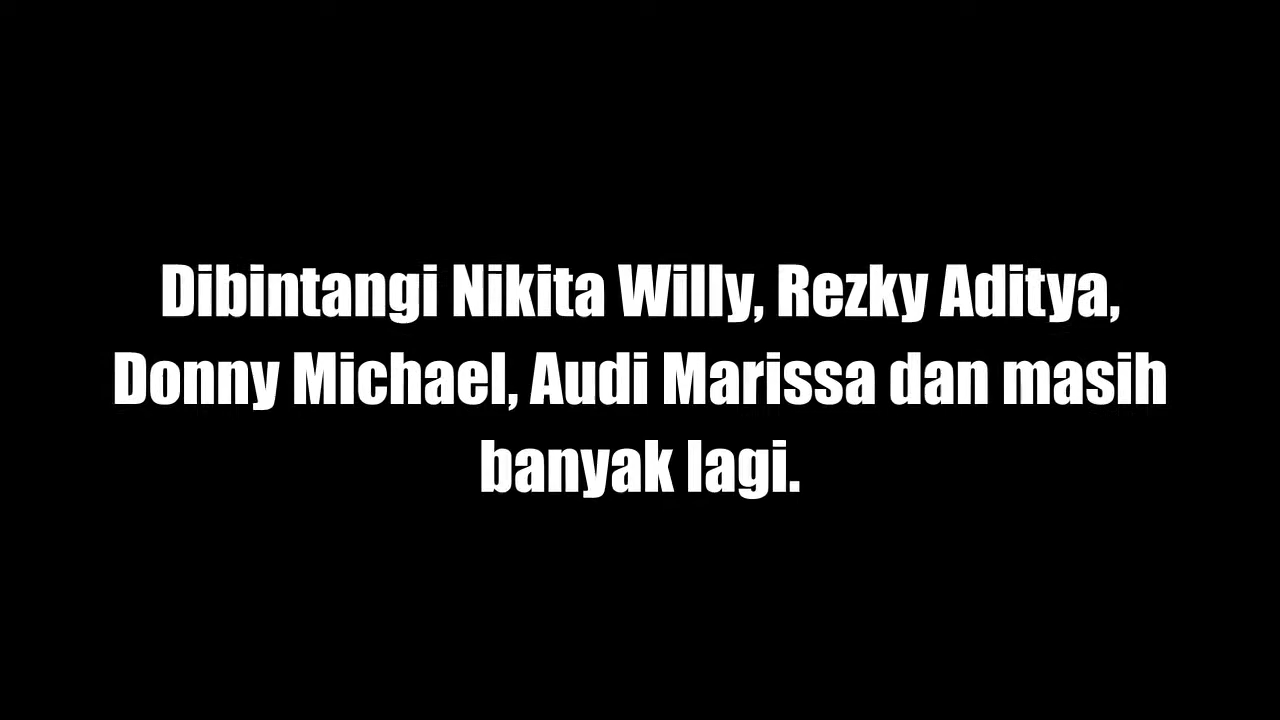 Dibintangi Nikita Willy, Rezky Aditya,
Donny Michael, Audi Marissa dan masih
banyak lagi.